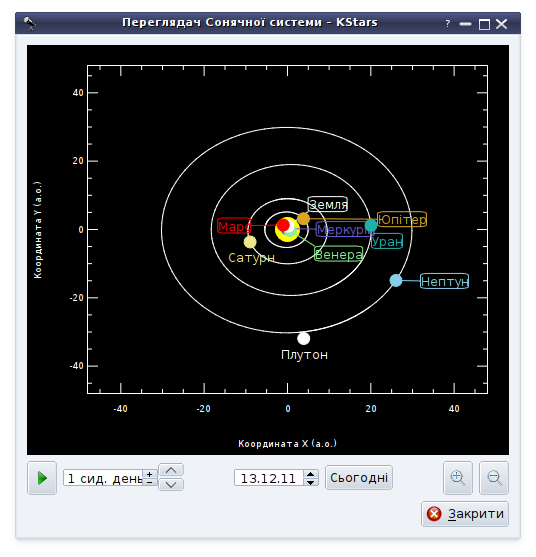 Переглядач Сонячної системи – KStars
?
Координата Y (а.о.)
40
20
0
-20
-40
Земля
Юпітер
Марс
Меркурій
Уран
Венера
Сатурн
Нептун
Плутон
-40
-20
0
20
40
Координата X (а.о.)
1 сид. день
13.12.11
Сьогодні
Закрити